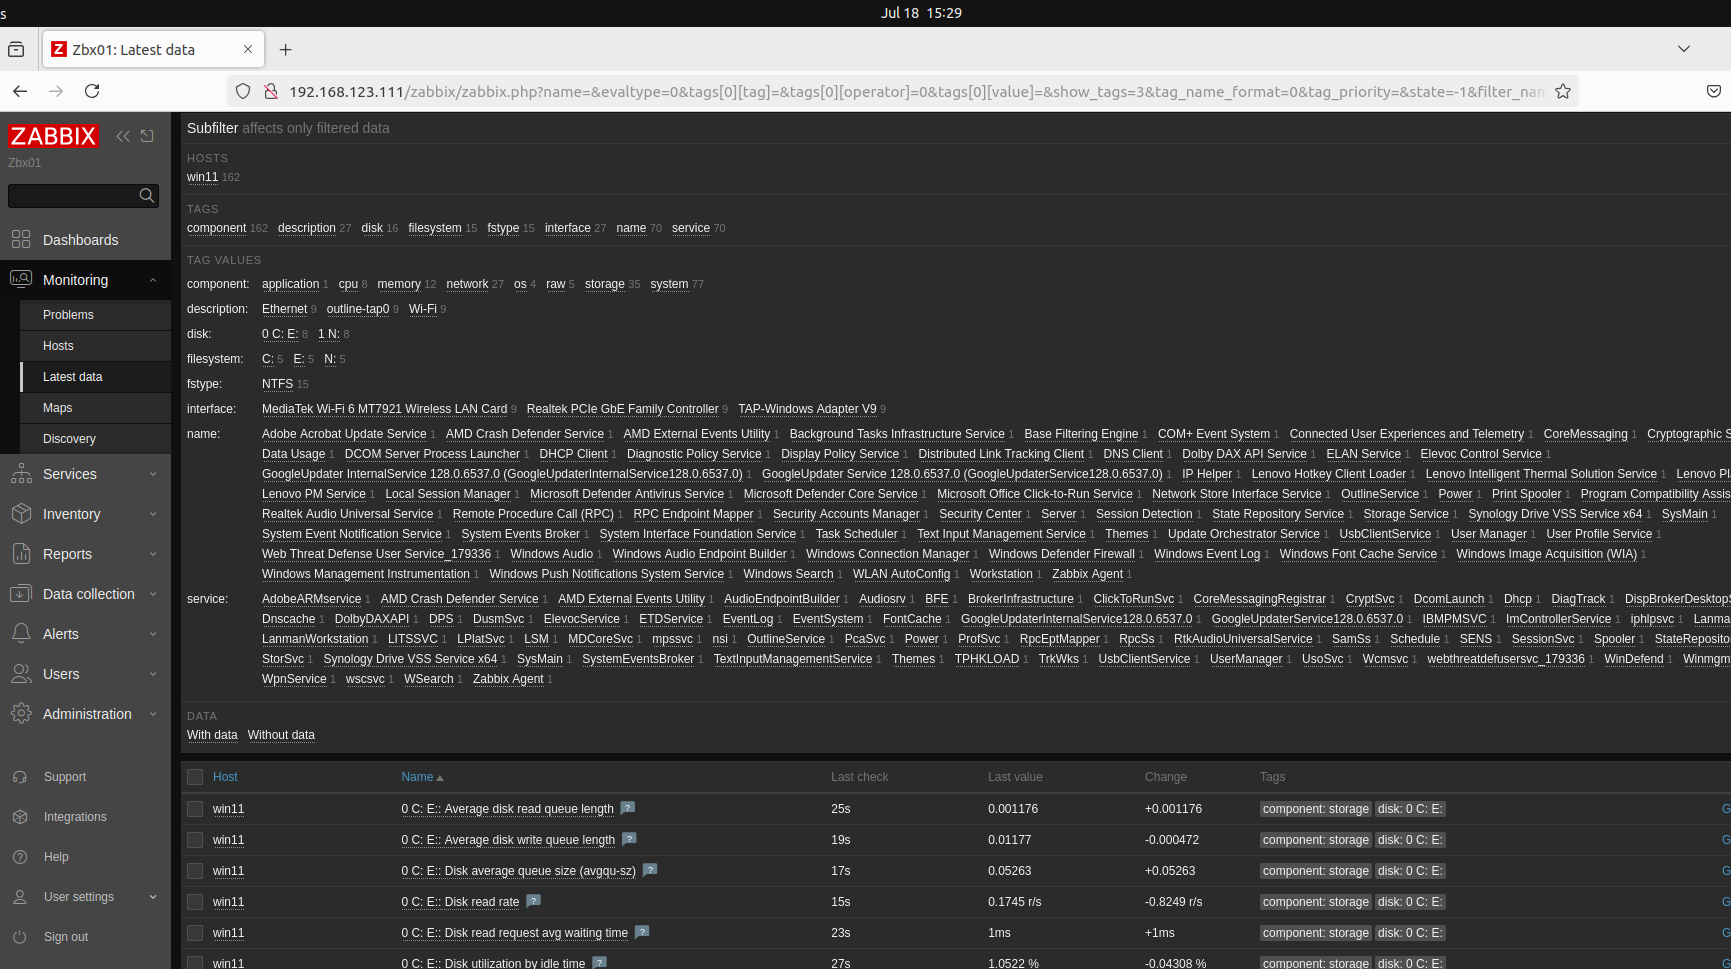 s
Jul 18 15:29
Zbx01: Latest data
192.168.123.111/zabbix/zabbix.php?name=&evaltype=0&tags[0][tag]=&tags[0][operator]=0&tags[0][value]=&show_tags=3&tag_name_format=0&tag_priority=&state=-1&filter_nam
ZABBIX
Zbx01
Dashboards
Monitoring
Problems
Hosts
Latest data
Maps
Discovery
Services
Inventory
Reports
Data collection
Alerts
Users
Administration
Support
Integrations
Help
User settings
Sign out
Subfilter affects only filtered data
HOSTS
win11 162
TAGS
component 162 description 27 disk 16 filesystem 15 fstype 15 interface 27 name 70 service 70
TAG VALUES
component: application 1 cpu 8 memory 12 network 27 os 4 raw 5 storage 35 system 77
description: Ethernet 9 outline-tap0 9 Wi-Fi 9
disk: 0 C: E: 8 1 N: 8
filesystem: C: 5 E: 5 N: 5
fstype: NTFS 15
interface: MediaTek Wi-Fi 6 MT7921 Wireless LAN Card 9 Realtek PCIe GbE Family Controller 9 TAP-Windows Adapter V9 9
name: Adobe Acrobat Update Service 1 AMD Crash Defender Service 1 AMD External Events Utility 1 Background Tasks Infrastructure Service 1 Base Filtering Engine 1 COM+ Event System 1 Connected User Experiences and Telemetry 1 CoreMessaging 1 Cryptographic S
Data Usage 1 DCOM Server Process Launcher 1 DHCP Client 1 Diagnostic Policy Service 1 Display Policy Service 1 Distributed Link Tracking Client 1 DNS Client 1 Dolby DAX API Service 1 ELAN Service 1 Elevoc Control Service 1
GoogleUpdater InternalService 128.0.6537.0 (GoogleUpdaterInternalService128.0.6537.0) 1 GoogleUpdater Service 128.0.6537.0 (GoogleUpdaterService128.0.6537.0) 1 IP Helper 1 Lenovo Hotkey Client Loader 1 Lenovo Intelligent Thermal Solution Service 1 Lenovo Pl
Lenovo PM Service 1 Local Session Manager 1 Microsoft Defender Antivirus Service 1 Microsoft Defender Core Service 1 Microsoft Office Click-to-Run Service 1 Network Store Interface Service 1 OutlineService 1 Power 1 Print Spooler 1 Program Compatibility Assis
Realtek Audio Universal Service 1 Remote Procedure Call (RPC) 1 RPC Endpoint Mapper 1 Security Accounts Manager 1 Security Center 1 Server 1 Session Detection 1 State Repository Service 1 Storage Service 1 Synology Drive VSS Service x64 1 SysMain 1
System Event Notification Service 1 System Events Broker 1 System Interface Foundation Service 1 Task Scheduler 1 Text Input Management Service 1 Themes 1 Update Orchestrator Service 1 UsbClientService 1 User Manager 1 User Profile Service 1
Web Threat Defense User Service_179336 1 Windows Audio 1 Windows Audio Endpoint Builder 1 Windows Connection Manager 1 Windows Defender Firewall 1 Windows Event Log 1 Windows Font Cache Service 1 Windows Image Acquisition (WIA) 1
Windows Management Instrumentation 1 Windows Push Notifications System Service 1 Windows Search 1 WLAN AutoConfig 1 Workstation 1 Zabbix Agent 1
service: AdobeARMservice 1 AMD Crash Defender Service 1 AMD External Events Utility 1 AudioEndpointBuilder 1 Audiosrv 1 BFE 1 BrokerInfrastructure 1 ClickToRunSvc 1 CoreMessagingRegistrar 1 CryptSvc 1 DcomLaunch 1 Dhcp 1 DiagTrack 1 DispBrokerDesktopS
Dnscache 1 DolbyDAXAPI 1 DPS 1 DusmSvc 1 ElevocService 1 ETDService 1 EventLog 1 EventSystem 1 FontCache 1 GoogleUpdaterInternalService128.0.6537.0 1 GoogleUpdaterService128.0.6537.0 1 IBMPMSVC 1 ImControllerService 1 iphlpsvc 1 Lanma
LanmanWorkstation 1 LITSSVC 1 LPlatSvc 1 LSM 1 MDCoreSvc 1 mpssvc 1 nsi 1 OutlineService 1 PcaSvc 1 Power 1 ProfSvc 1 RpcEptMapper 1 RpcSs 1 RtkAudioUniversalService 1 SamSs 1 Schedule 1 SENS 1 SessionSvc 1 Spooler 1 StateReposito
StorSvc 1 Synology Drive VSS Service x64 1 SysMain 1 SystemEventsBroker 1 TextInputManagementService 1 Themes 1 TPHKLOAD 1 TrkWks 1 UsbClientService 1 UserManager 1 UsoSvc 1 Wcmsvc 1 webthreatdefusersvc_179336 1 WinDefend 1 Winmgm
WpnService 1 wscsvc 1 WSearch 1 Zabbix Agent 1
DATA
With data Without data
Host Name Last check Last value Change Tags
win11 0 C: E:: Average disk read queue length ? 25s 0.001176 +0.001176 component: storage disk: 0 C: E: G
win11 0 C: E:: Average disk write queue length ? 19s 0.01177 -0.000472 component: storage disk: 0 C: E: G
win11 0 C: E:: Disk average queue size (avgqu-sz) ? 17s 0.05263 +0.05263 component: storage disk: 0 C: E: G
win11 0 C: E:: Disk read rate ? 15s 0.1745 r/s -0.8249 r/s component: storage disk: 0 C: E: G
win11 0 C: E:: Disk read request avg waiting time ? 23s 1ms +1ms component: storage disk: 0 C: E: G
win11 0 C: E:: Disk utilization by idle time ? 27s 1.0522 % -0.04308 % component: storage disk: 0 C: E: G